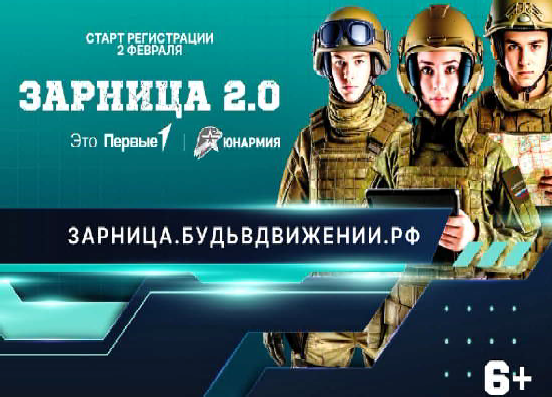 СТАРТ РЕГИСТРАЦИИ
2 ФЕВРАЛЯ
ЗАРНИЦА 2.0
Это Первые
ЮНАРМИЯ
ЗАРНИЦА.БУДЬВДВИЖЕНИИ.РФ
6+